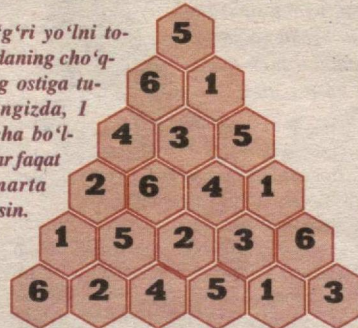 g‘ri yo‘lni to-
daning cho‘q-
g ostiga tu-
ngizda, 1
ha bo‘l-
ar faqat
marta
sin.
5
6 1
4 3 5
2 6 4 1
1 5 2 3 6
6 2 4 5 1 3